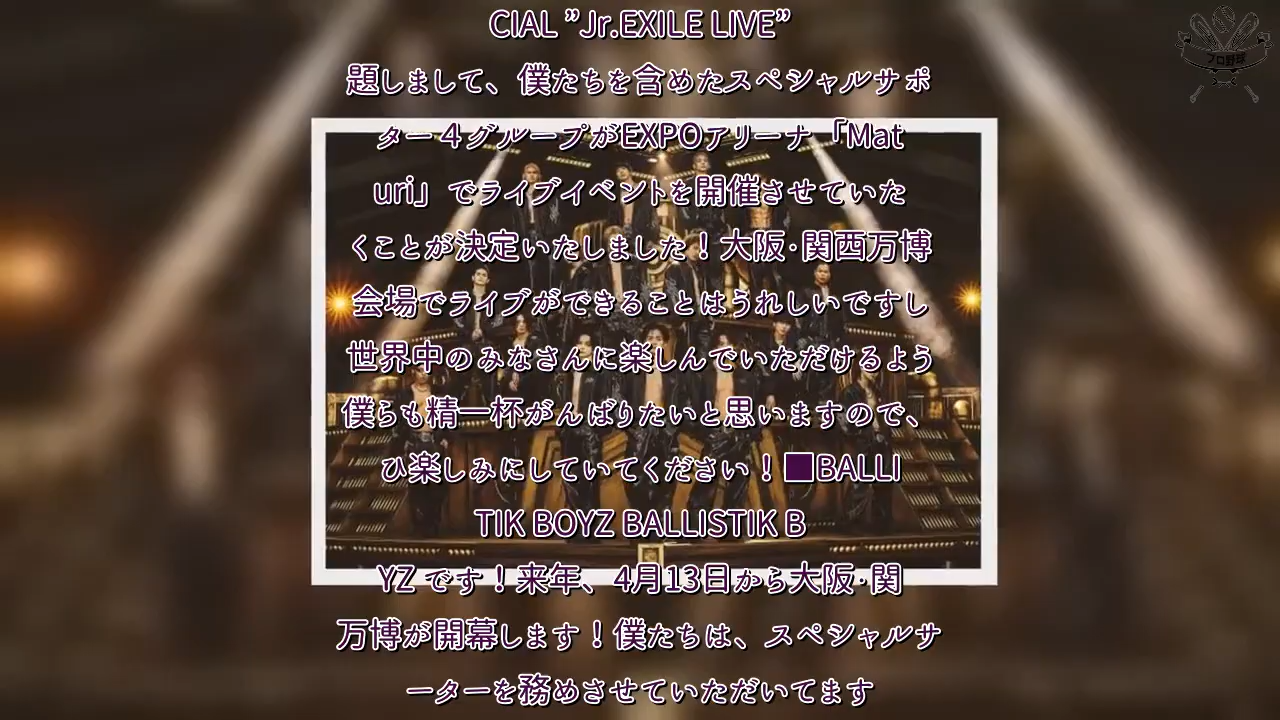 CIAL ”Jr.EXILE LIVE”
プロ野球
題しまして、僕たちを含めたスペシャルサポ
ター４グループがEXPOアリーナ「Mat
uri」でライブイベントを開催させていた
くことが決定いたしました！大阪・関西万博
会場でライブができることはうれしいですし
世界中のみなさんに楽しんでいただけるよう
僕らも精一杯がんばりたいと思いますので、
ひ楽しみにしていてください！■BALLI
TIK BOYZ BALLISTIK B
YZ です！来年、4月13日から大阪・関
万博が開幕します！僕たちは、スペシャルサ
ーターを務めさせていただいてます